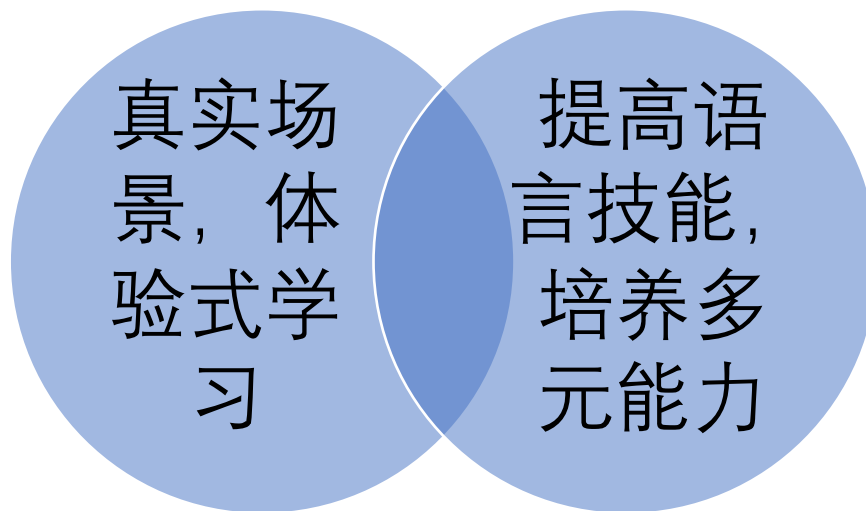 真实场
景，体
验式学
习
提高语
言技能，
培养多
元能力